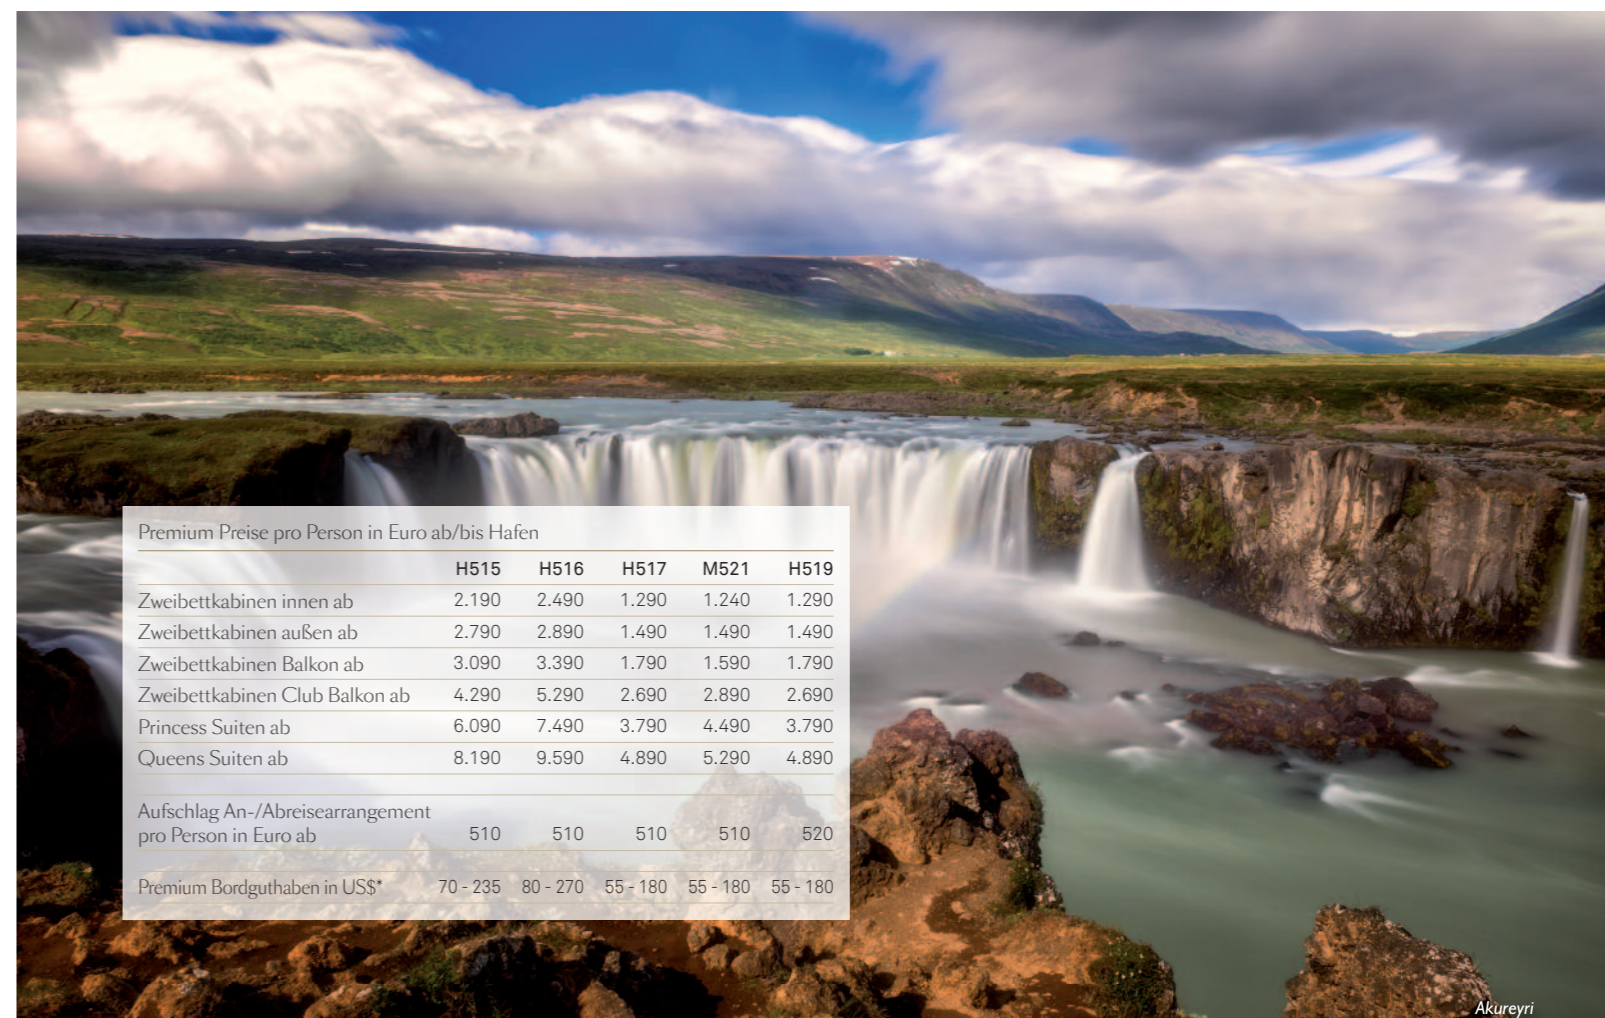 Premium Preise pro Person in Euro ab/bis Hafen
H515 H516 H517 M521 H519
Zweibettkabinen innen ab 2.190 2.490 1.290 1.240 1.290
Zweibettkabinen außen ab 2.790 2.890 1.490 1.490 1.490
Zweibettkabinen Balkon ab 3.090 3.390 1.790 1.590 1.790
Zweibettkabinen Club Balkon ab 4.290 5.290 2.690 2.890 2.690
Princess Suiten ab 6.090 7.490 3.790 4.490 3.790
Queens Suiten ab 8.190 9.590 4.890 5.290 4.890
Aufschlag An-/Abreisearrangement
pro Person in Euro ab 510 510 510 510 520
Premium Bordguthaben in US$* 70 - 235 80 - 270 55 - 180 55 - 180 55 - 180
Akureyri